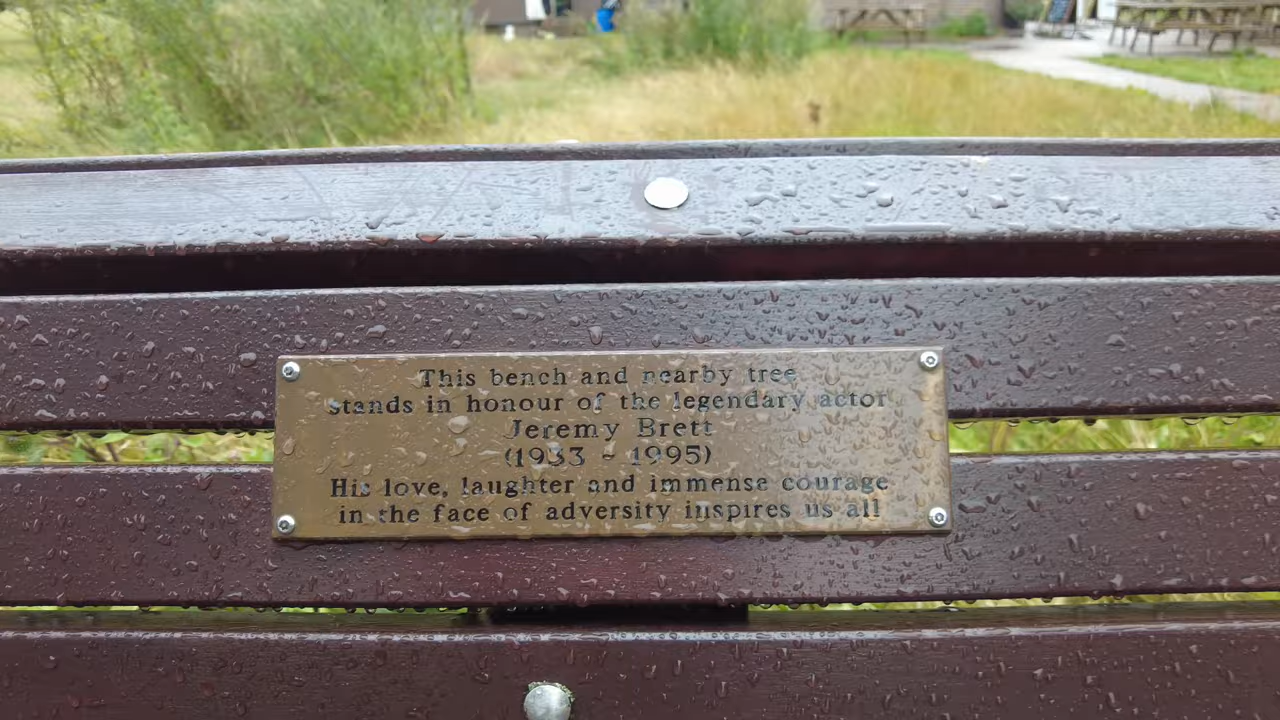 This bench and nearby tree
stands in honour of the legendary actor
Jeremy Brett
(1933 - 1995)
His love, laughter and immense courage
in the face of adversity inspires us all